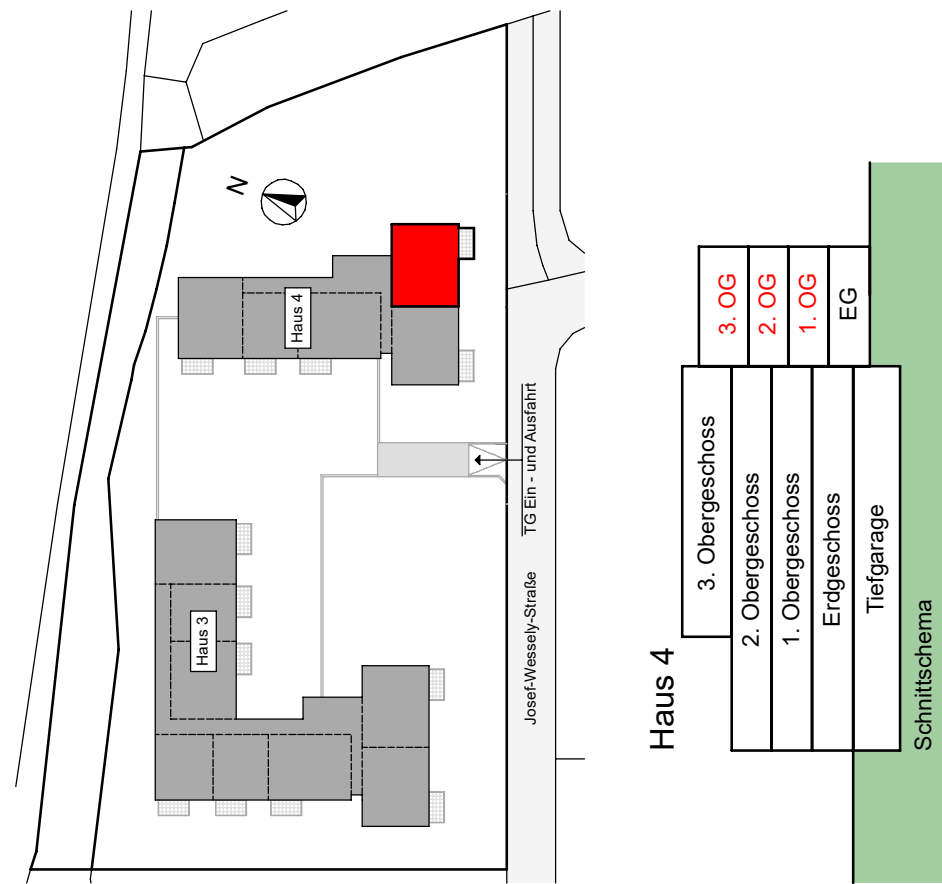 N
Haus 4
Haus 3
TG Ein - und Ausfahrt
Josef-Wessely-Straße
Haus 4
3. Obergeschoss
2. Obergeschoss
1. Obergeschoss
Erdgeschoss
Tiefgarage
3. OG
2. OG
1. OG
EG
Schnittschema